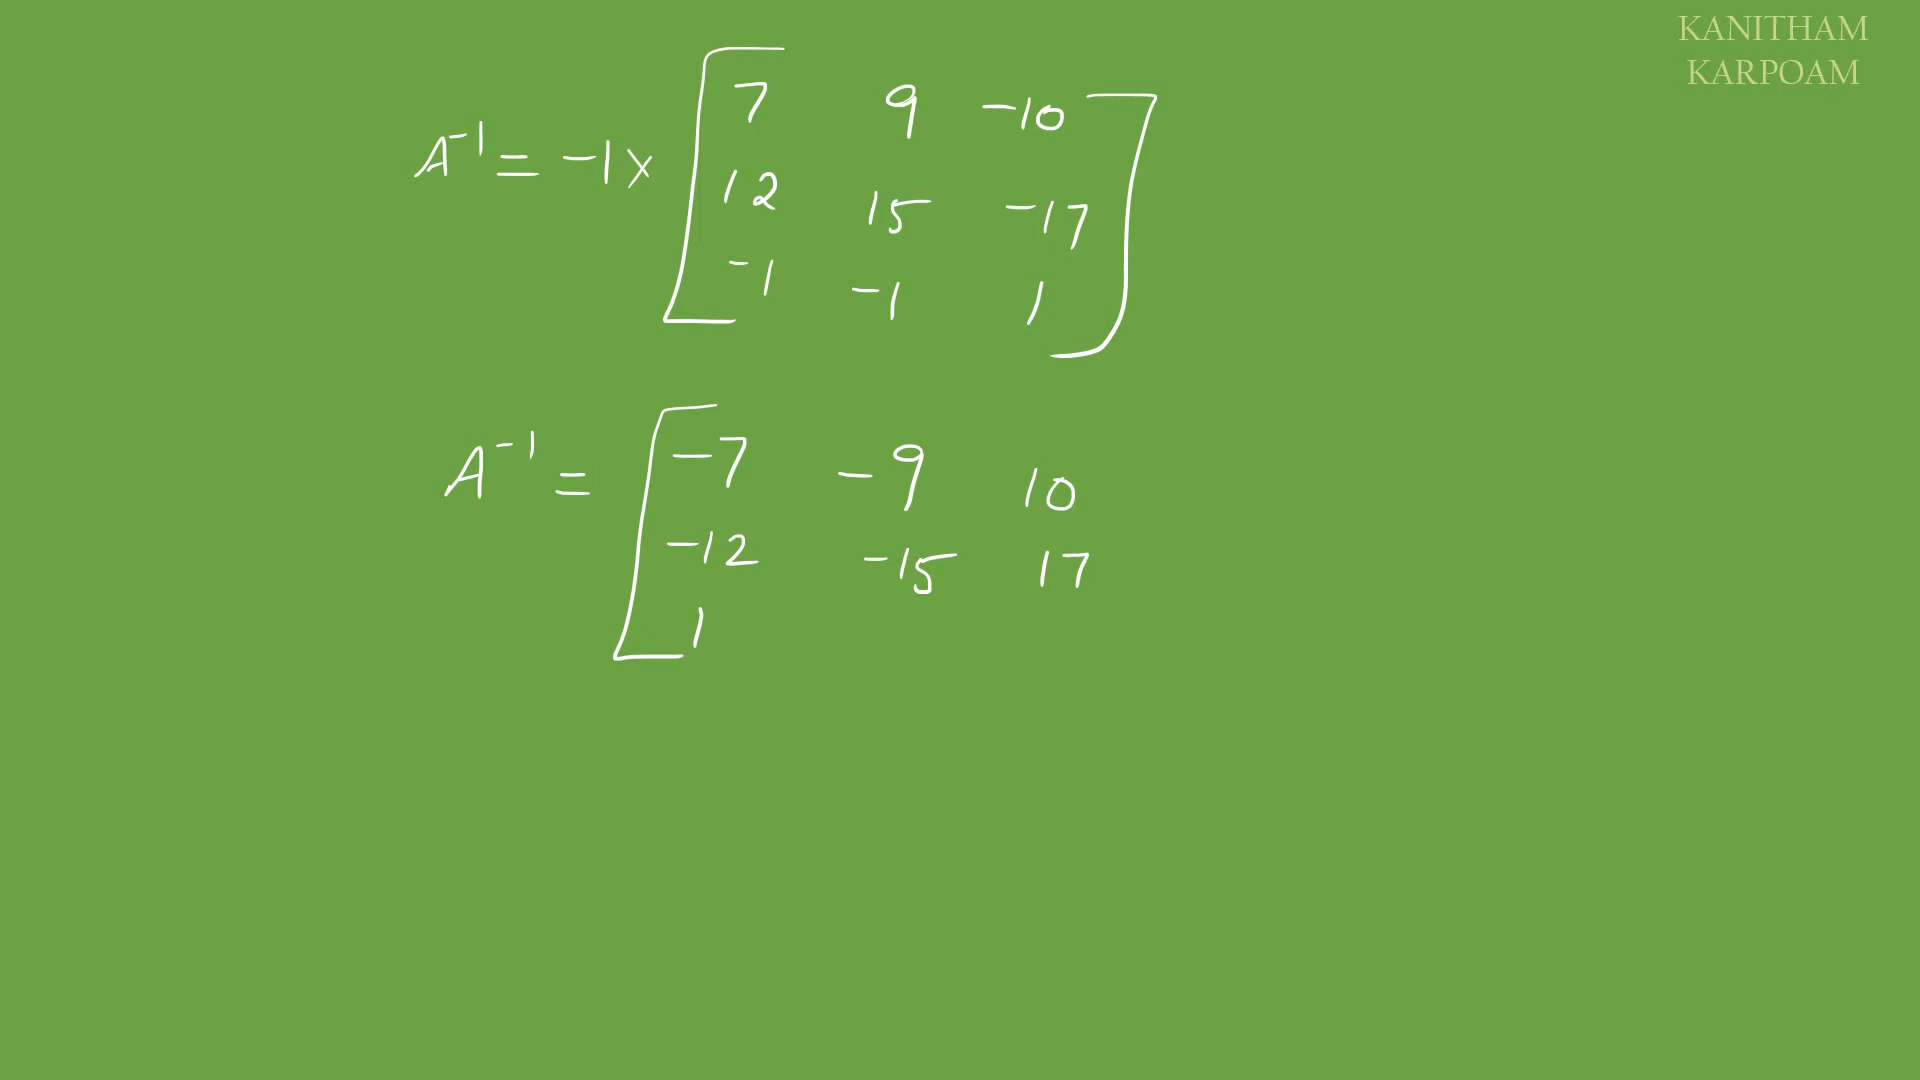 KANITHAM
KARPOAM
7 9 -10
A⁻¹ = -1 ×
12 15 -17
-1 -1 1
A⁻¹ =
-7 -9 10
-12 -15 17
1